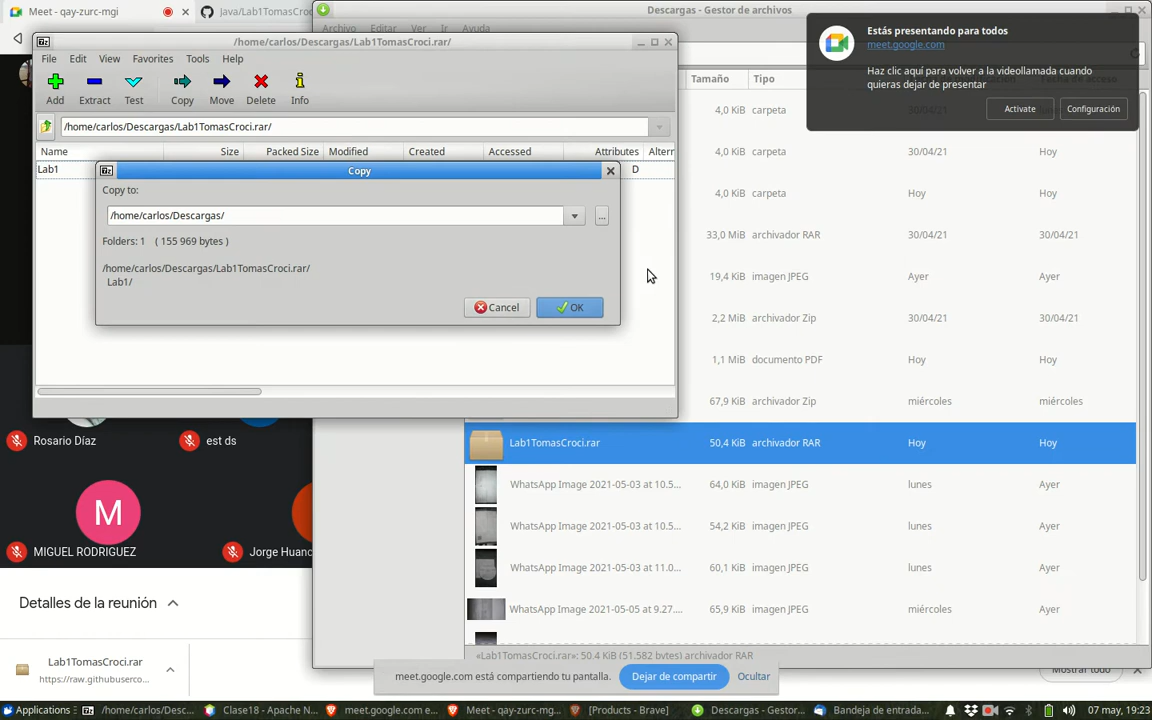 Meet - qay-zurc-mgi
Java/Lab1TomasCro
Descargas - Gestor de archivos
Archivo Editar Ver Ir Ayuda
/home/carlos/Descargas/Lab1TomasCroci.rar/
File Edit View Favorites Tools Help
Add Extract Test Copy Move Delete Info
/home/carlos/Descargas/Lab1TomasCroci.rar/
Name Size Packed Size Modified Created Accessed Attributes Altern
Lab1 D
Copy
Copy to:
/home/carlos/Descargas/
...
Folders: 1 ( 155 969 bytes )
/home/carlos/Descargas/Lab1TomasCroci.rar/
Lab1/
Cancel OK
Estás presentando para todos
meet.google.com
Haz clic aquí para volver a la videollamada cuando
quieras dejar de presentar
Activate Configuración
Tamaño Tipo Fecha de acceso
4,0 KiB carpeta
4,0 KiB carpeta 30/04/21 Hoy
4,0 KiB carpeta Hoy Hoy
33,0 MiB archivador RAR 30/04/21 30/04/21
19,4 KiB imagen JPEG Ayer Ayer
2,2 MiB archivador Zip 30/04/21 30/04/21
1,1 MiB documento PDF Hoy Hoy
67,9 KiB archivador Zip miércoles miércoles
Lab1TomasCroci.rar 50,4 KiB archivador RAR Hoy Hoy
WhatsApp Image 2021-05-03 at 10.5... 64,0 KiB imagen JPEG lunes Ayer
WhatsApp Image 2021-05-03 at 10.5... 54,2 KiB imagen JPEG lunes Ayer
WhatsApp Image 2021-05-03 at 11.0... 60,1 KiB imagen JPEG lunes Ayer
WhatsApp Image 2021-05-05 at 9.27.... 65,9 KiB imagen JPEG miércoles Ayer
«Lab1TomasCroci.rar»: 50,4 KiB (51.582 bytes) archivador RAR
Rosario Díaz est ds
M
MIGUEL RODRIGUEZ Jorge Huanc
Detalles de la reunión
Lab1TomasCroci.rar
https://raw.githubuserco...
meet.google.com está compartiendo tu pantalla. Dejar de compartir Ocultar
Mostrar todo
Applications /home/carlos/Desc... Clase18 - Apache N... meet.google.com e... Meet - qay-zurc-mg... [Products - Brave] Descargas - Gestor... Bandeja de entrada... 07 may, 19:23